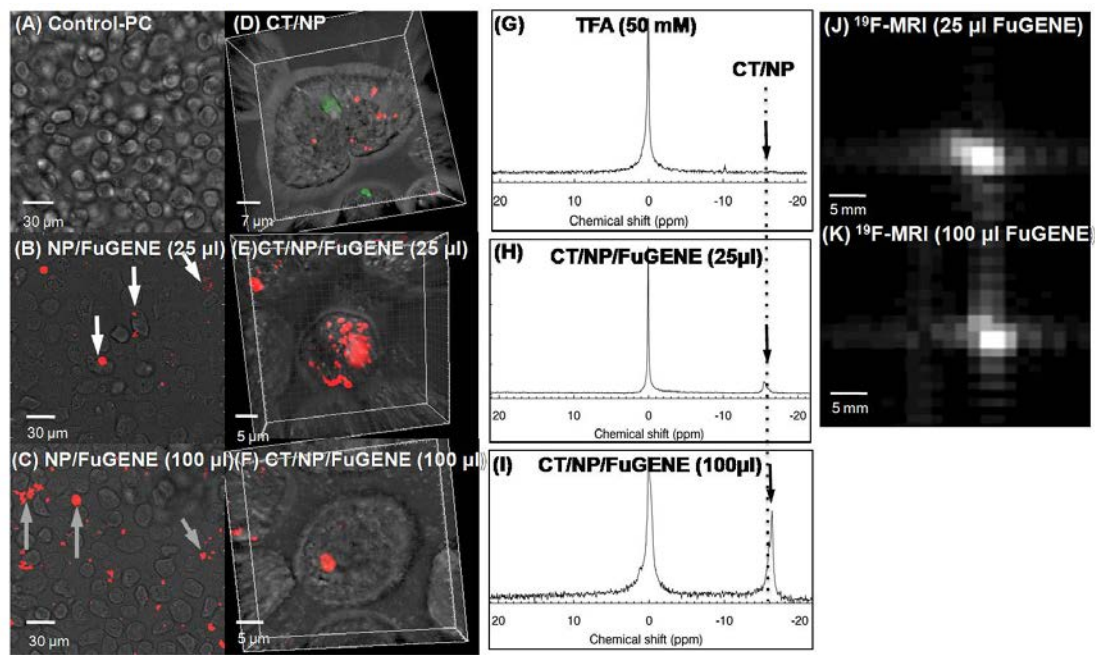 (A) Control-PC
30 µm
(B) NP/FuGENE (25 µl)
30 µm
(C) NP/FuGENE (100 µl)
30 µm
(D) CT/NP
7 µm
(E)CT/NP/FuGENE (25 µl)
5 µm
(F) CT/NP/FuGENE (100 µl)
5 µm
(G) TFA (50 mM)
CT/NP
20 10 0 -10 -20
Chemical shift (ppm)
(H) CT/NP/FuGENE (25µl)
20 10 0 -10 -20
Chemical shift (ppm)
(I) CT/NP/FuGENE (100µl)
20 10 0 -10 -20
Chemical shift (ppm)
(J) ¹⁹F-MRI (25 µl FuGENE)
5 mm
(K) ¹⁹F-MRI (100 µl FuGENE)
5 mm